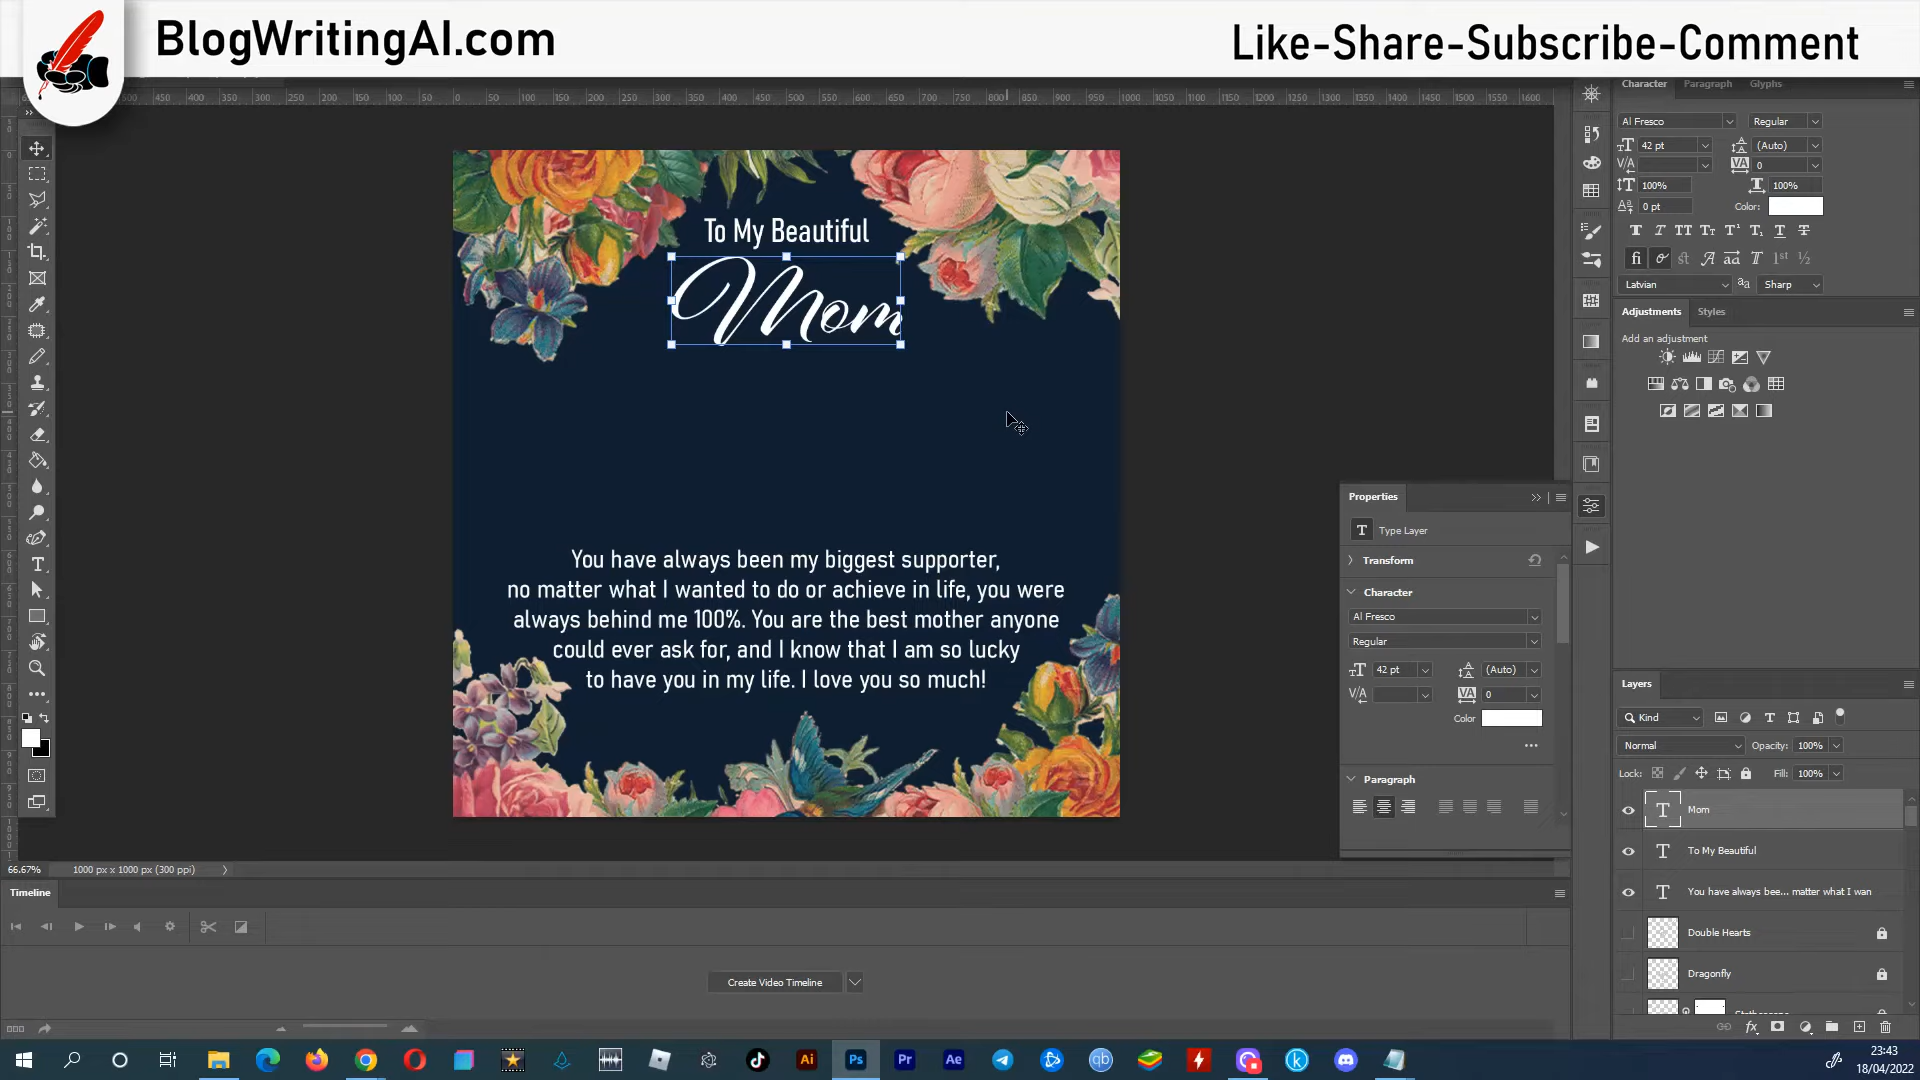 BlogWritingAI.com
Like-Share-Subscribe-Comment
Character Paragraph Glyphs
Al Fresco Regular
42 pt (Auto)
0
100% 100%
0 pt Color:
Latvian Sharp
Adjustments Styles
Add an adjustment
To My Beautiful
Mom
You have always been my biggest supporter,
no matter what I wanted to do or achieve in life, you were
always behind me 100%. You are the best mother anyone
could ever ask for, and I know that I am so lucky
to have you in my life. I love you so much!
Properties
Type Layer
Transform
Character
Al Fresco
Regular
42 pt (Auto)
0
Color
Paragraph
Layers
Kind
Normal Opacity: 100%
Lock: Fill: 100%
Mom
To My Beautiful
You have always bee... matter what I wan
Double Hearts
Dragonfly
66.67% 1000 px x 1000 px (300 ppi)
Timeline
Create Video Timeline
23:43
18/04/2022